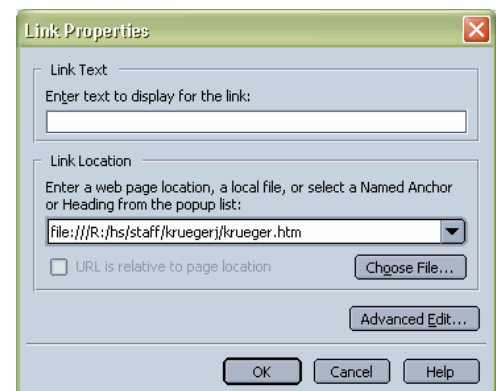 Link Properties
Link Text
Enter text to display for the link:
Link Location
Enter a web page location, a local file, or select a Named Anchor
or Heading from the popup list:
file:///R:/hs/staff/kruegerj/krueger.htm
URL is relative to page location
Choose File...
Advanced Edit...
OK Cancel Help